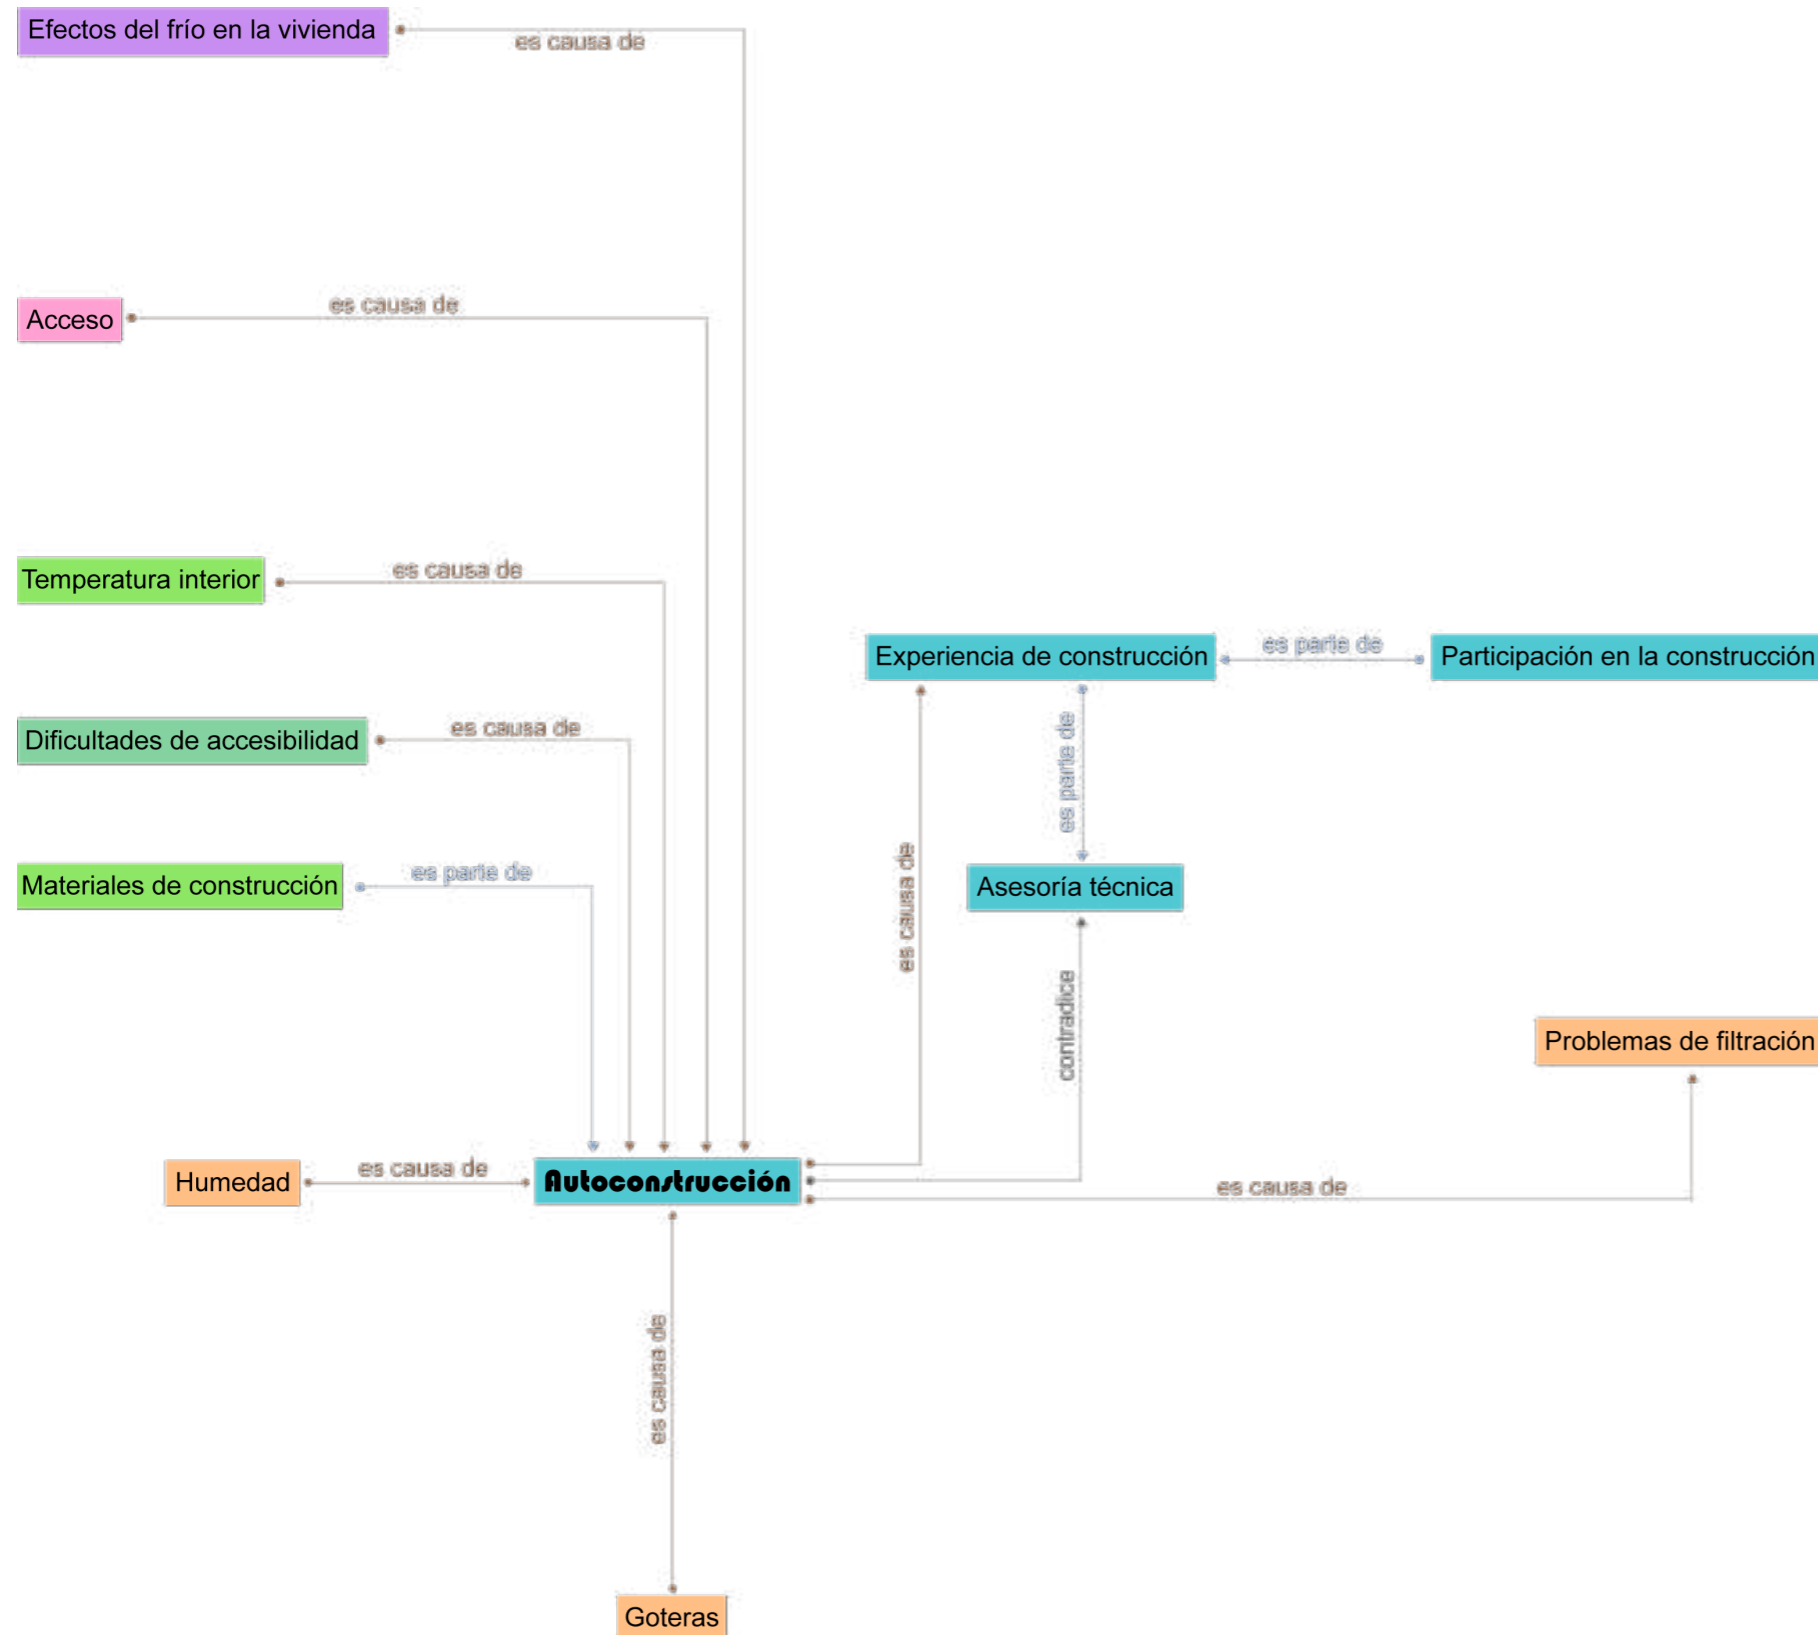 Efectos del frío en la vivienda
es causa de
Acceso
es causa de
Temperatura interior
es causa de
Experiencia de construcción
es parte de
Participación en la construcción
Dificultades de accesibilidad
es causa de
es parte de
Materiales de construcción
es parte de
es causa de
Asesoría técnica
contradice
Problemas de filtración
Humedad
es causa de
Autoconstrucción
es causa de
es causa de
Goteras